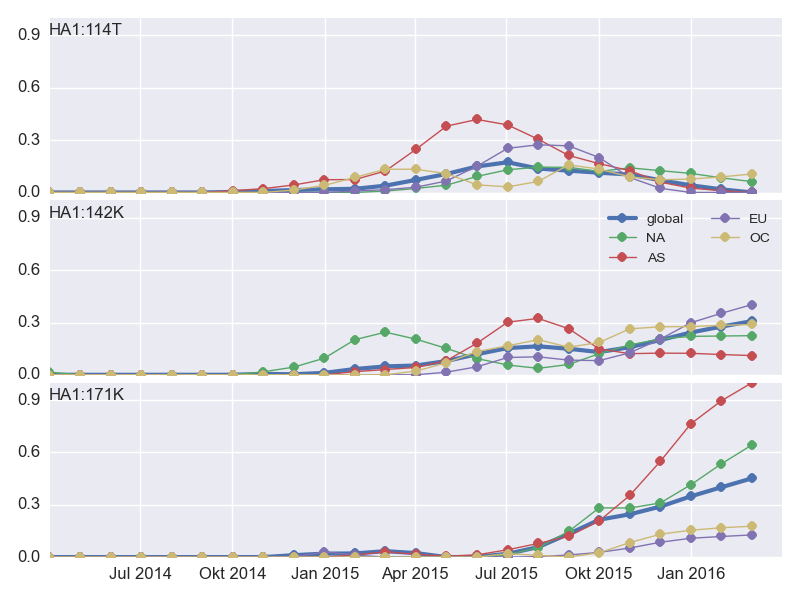 HA1:114T
0.9
0.6
0.3
0.0
HA1:142K
0.9
0.6
0.3
0.0
global
NA
AS
EU
OC
HA1:171K
0.9
0.6
0.3
0.0
Jul 2014
Okt 2014
Jan 2015
Apr 2015
Jul 2015
Okt 2015
Jan 2016